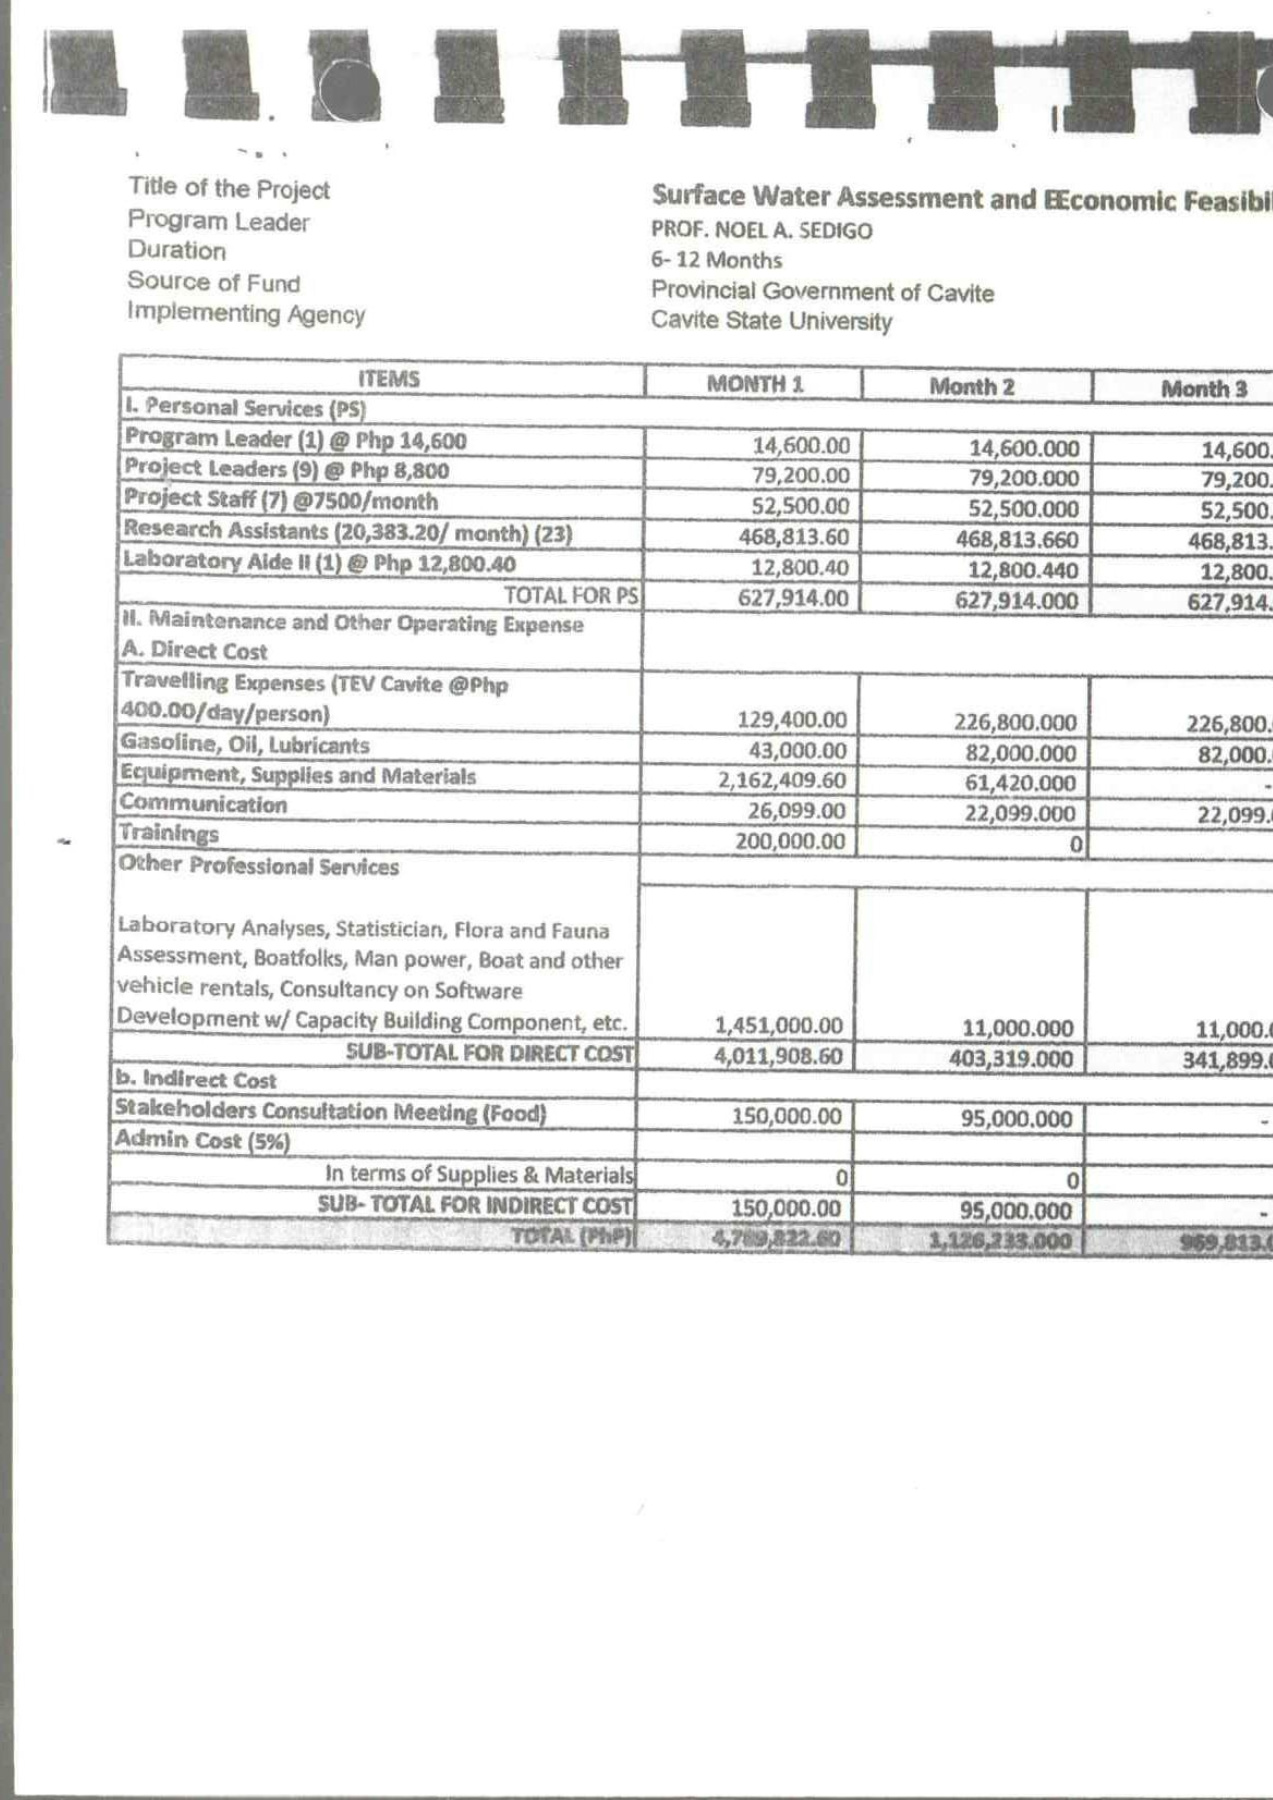 Title of the Project Surface Water Assessment and EEconomic Feasibi
Program Leader PROF. NOEL A. SEDIGO
Duration 6- 12 Months
Source of Fund Provincial Government of Cavite
Implementing Agency Cavite State University
ITEMS MONTH 1 Month 2 Month 3
I. Personal Services (PS)
Program Leader (1) @ Php 14,600 14,600.00 14,600.000 14,600.
Project Leaders (9) @ Php 8,800 79,200.00 79,200.000 79,200.
Project Staff (7) @7500/month 52,500.00 52,500.000 52,500.
Research Assistants (20,383.20/ month) (23) 468,813.60 468,813.660 468,813.
Laboratory Aide II (1) @ Php 12,800.40 12,800.40 12,800.440 12,800.
TOTAL FOR PS 627,914.00 627,914.000 627,914.
II. Maintenance and Other Operating Expense
A. Direct Cost
Travelling Expenses (TEV Cavite @Php
400.00/day/person) 129,400.00 226,800.000 226,800.
Gasoline, Oil, Lubricants 43,000.00 82,000.000 82,000.
Equipment, Supplies and Materials 2,162,409.60 61,420.000 -
Communication 26,099.00 22,099.000 22,099.
Trainings 200,000.00 0
Other Professional Services
Laboratory Analyses, Statistician, Flora and Fauna
Assessment, Boatfolks, Man power, Boat and other
vehicle rentals, Consultancy on Software
Development w/ Capacity Building Component, etc. 1,451,000.00 11,000.000 11,000.
SUB-TOTAL FOR DIRECT COST 4,011,908.60 403,319.000 341,899.
b. Indirect Cost
Stakeholders Consultation Meeting (Food) 150,000.00 95,000.000 -
Admin Cost (5%)
In terms of Supplies & Materials 0 0
SUB- TOTAL FOR INDIRECT COST 150,000.00 95,000.000 -
TOTAL (PhP) 4,789,822.60 1,126,233.000 969,813.